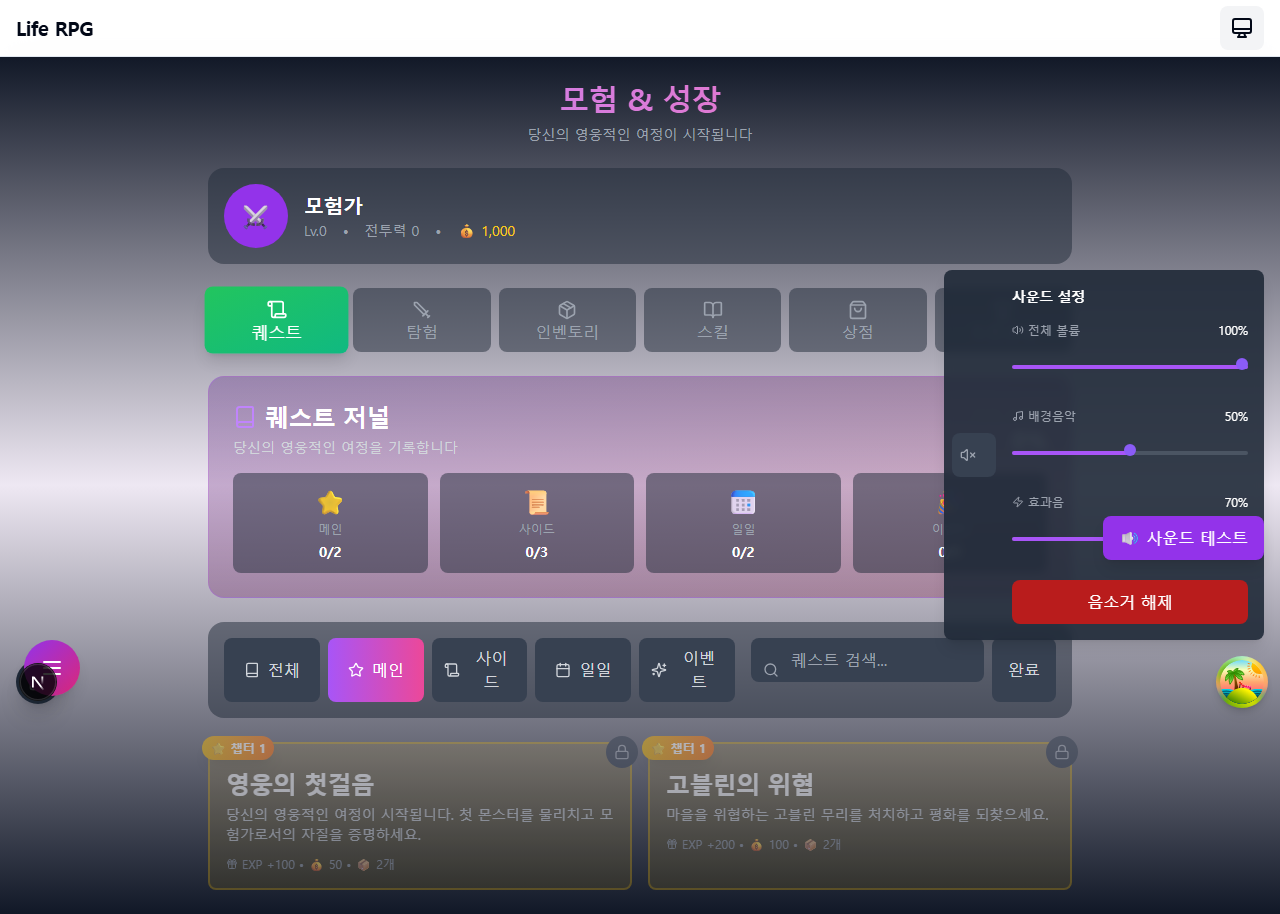 Life RPG
모험 & 성장
당신의 영웅적인 여정이 시작됩니다
모험가
Lv.0 • 전투력 0 • 1,000
퀘스트
탐험
인벤토리
스킬
상점
사운드 설정
전체 볼륨 100%
배경음악 50%
효과음 70%
사운드 테스트
음소거 해제
퀘스트 저널
당신의 영웅적인 여정을 기록합니다
메인
0/2
사이드
0/3
일일
0/2
전체
메인
사이
드
일일
이벤
트
퀘스트 검색...
완료
N
챕터 1
영웅의 첫걸음
당신의 영웅적인 여정이 시작됩니다. 첫 몬스터를 물리치고 모
험가로서의 자질을 증명하세요.
EXP +100 • 50 • 2개
챕터 1
고블린의 위협
마을을 위협하는 고블린 무리를 처치하고 평화를 되찾으세요.
EXP +200 • 100 • 2개